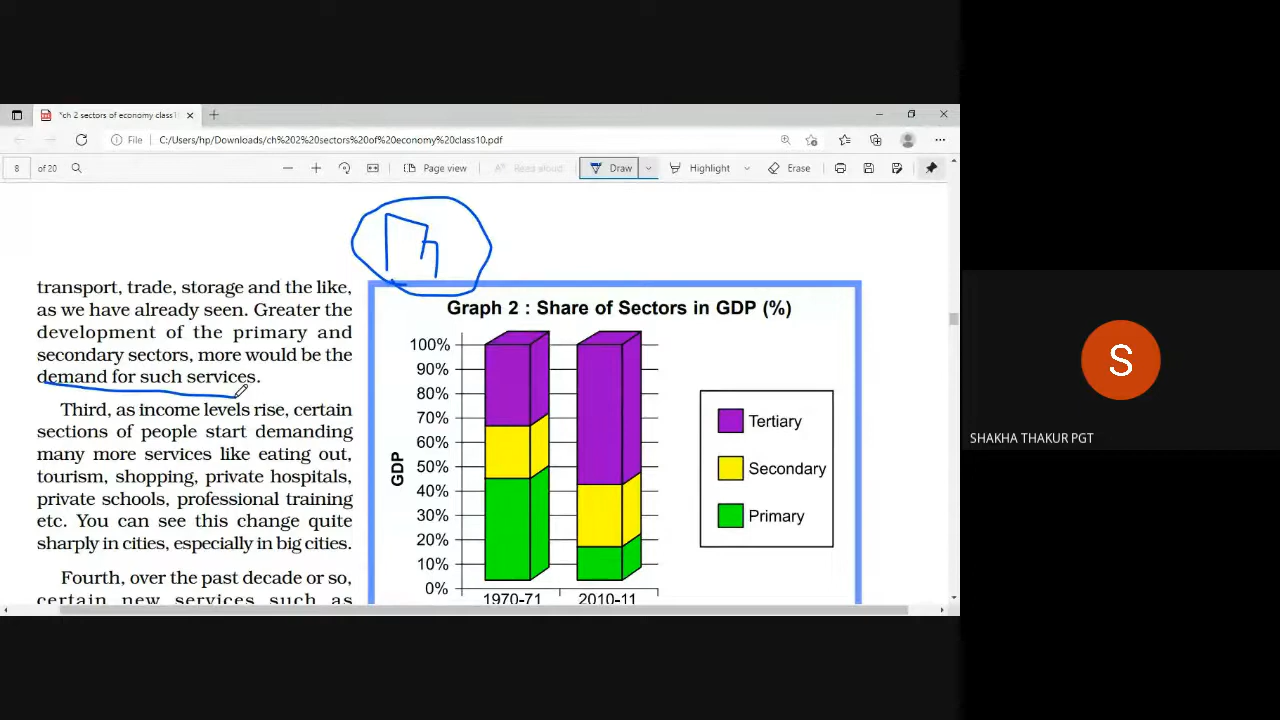 *ch 2 sectors of economy class1
File
C:/Users/hp/Downloads/ch%202%20sectors%20of%20economy%20class10.pdf
8 of 20
Page view
Read aloud
Draw
Highlight
Erase
transport, trade, storage and the like,
as we have already seen. Greater the
development of the primary and
secondary sectors, more would be the
demand for such services.
Third, as income levels rise, certain
sections of people start demanding
many more services like eating out,
tourism, shopping, private hospitals,
private schools, professional training
etc. You can see this change quite
sharply in cities, especially in big cities.
Fourth, over the past decade or so,
certain new services such as
Graph 2 : Share of Sectors in GDP (%)
100%
90%
80%
70%
60%
50%
40%
30%
20%
10%
0%
GDP
1970-71 2010-11
Tertiary
Secondary
Primary
S
SHAKHA THAKUR PGT